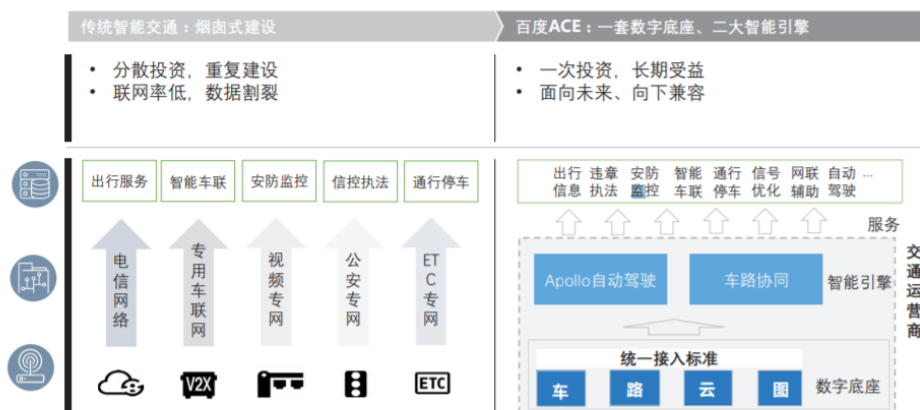 传统智能交通：烟囱式建设
百度ACE：一套数字底座、二大智能引擎
• 分散投资，重复建设
• 联网率低，数据割裂
• 一次投资，长期受益
• 面向未来、向下兼容
出行服务
智能车联
安防监控
信控执法
通行停车
电信网络
专用车联网
视频专网
公安专网
ETC专网
V2X
ETC
出行 违章 安防 智能 通行 信号 网联 自动 ...
信息 执法 监控 车联 停车 优化 辅助 驾驶
服务
Apollo自动驾驶
车路协同
智能引擎
统一接入标准
车
路
云
图
数字底座
交通运营商